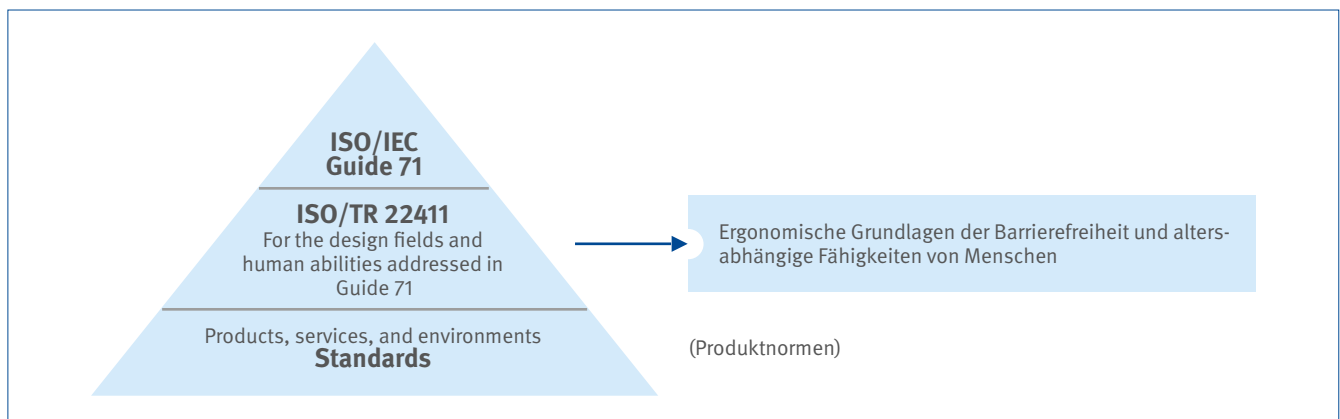 ISO/IEC
Guide 71
ISO/TR 22411
For the design fields and
human abilities addressed in
Guide 71
Ergonomische Grundlagen der Barrierefreiheit und alters-
abhängige Fähigkeiten von Menschen
Products, services, and environments
Standards
(Produktnormen)